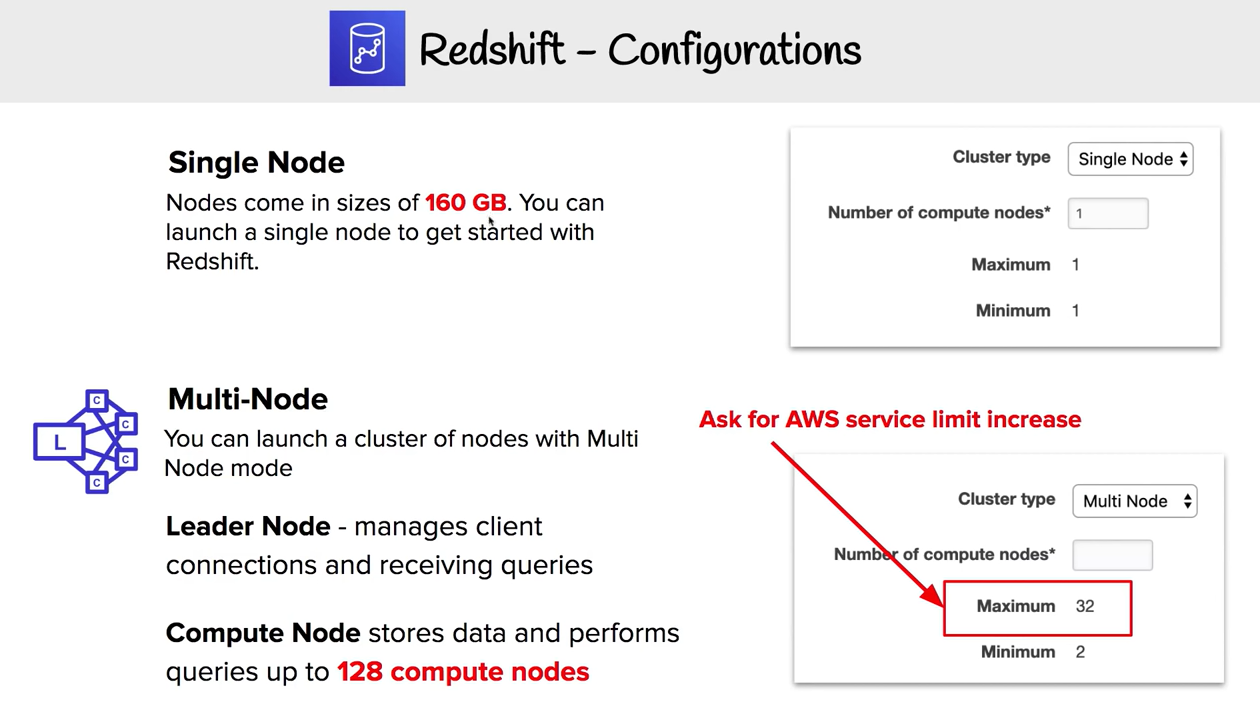 Redshift – Configurations
Single Node
Nodes come in sizes of 160 GB. You can
launch a single node to get started with
Redshift.
Cluster type Single Node
Number of compute nodes* 1
Maximum 1
Minimum 1
Multi-Node
You can launch a cluster of nodes with Multi
Node mode
Leader Node - manages client
connections and receiving queries
Compute Node stores data and performs
queries up to 128 compute nodes
C
C
L
C
C
Ask for AWS service limit increase
Cluster type Multi Node
Number of compute nodes*
Maximum 32
Minimum 2